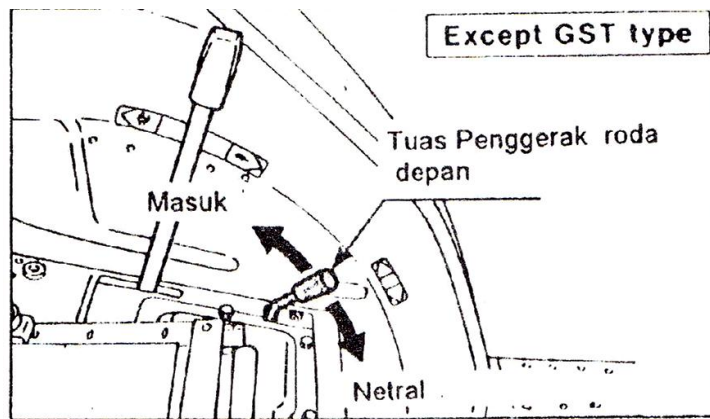 Except GST type
Tuas Penggerak roda
depan
Masuk
Netral